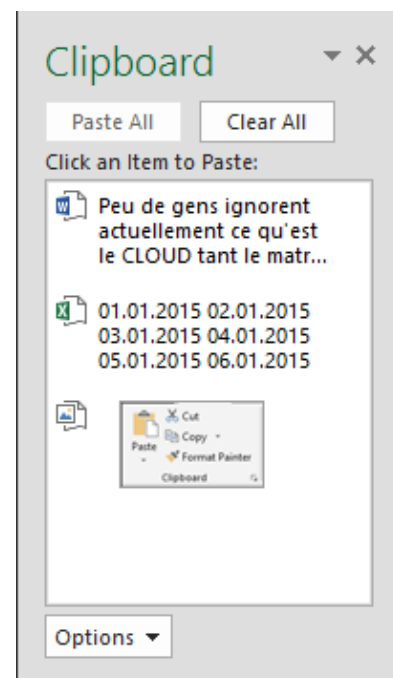 Clipboard
Paste All
Clear All
Click an Item to Paste:
Peu de gens ignorent
actuellement ce qu'est
le CLOUD tant le matr...
01.01.2015 02.01.2015
03.01.2015 04.01.2015
05.01.2015 06.01.2015
Cut
Copy
Paste
Format Painter
Clipboard
Options